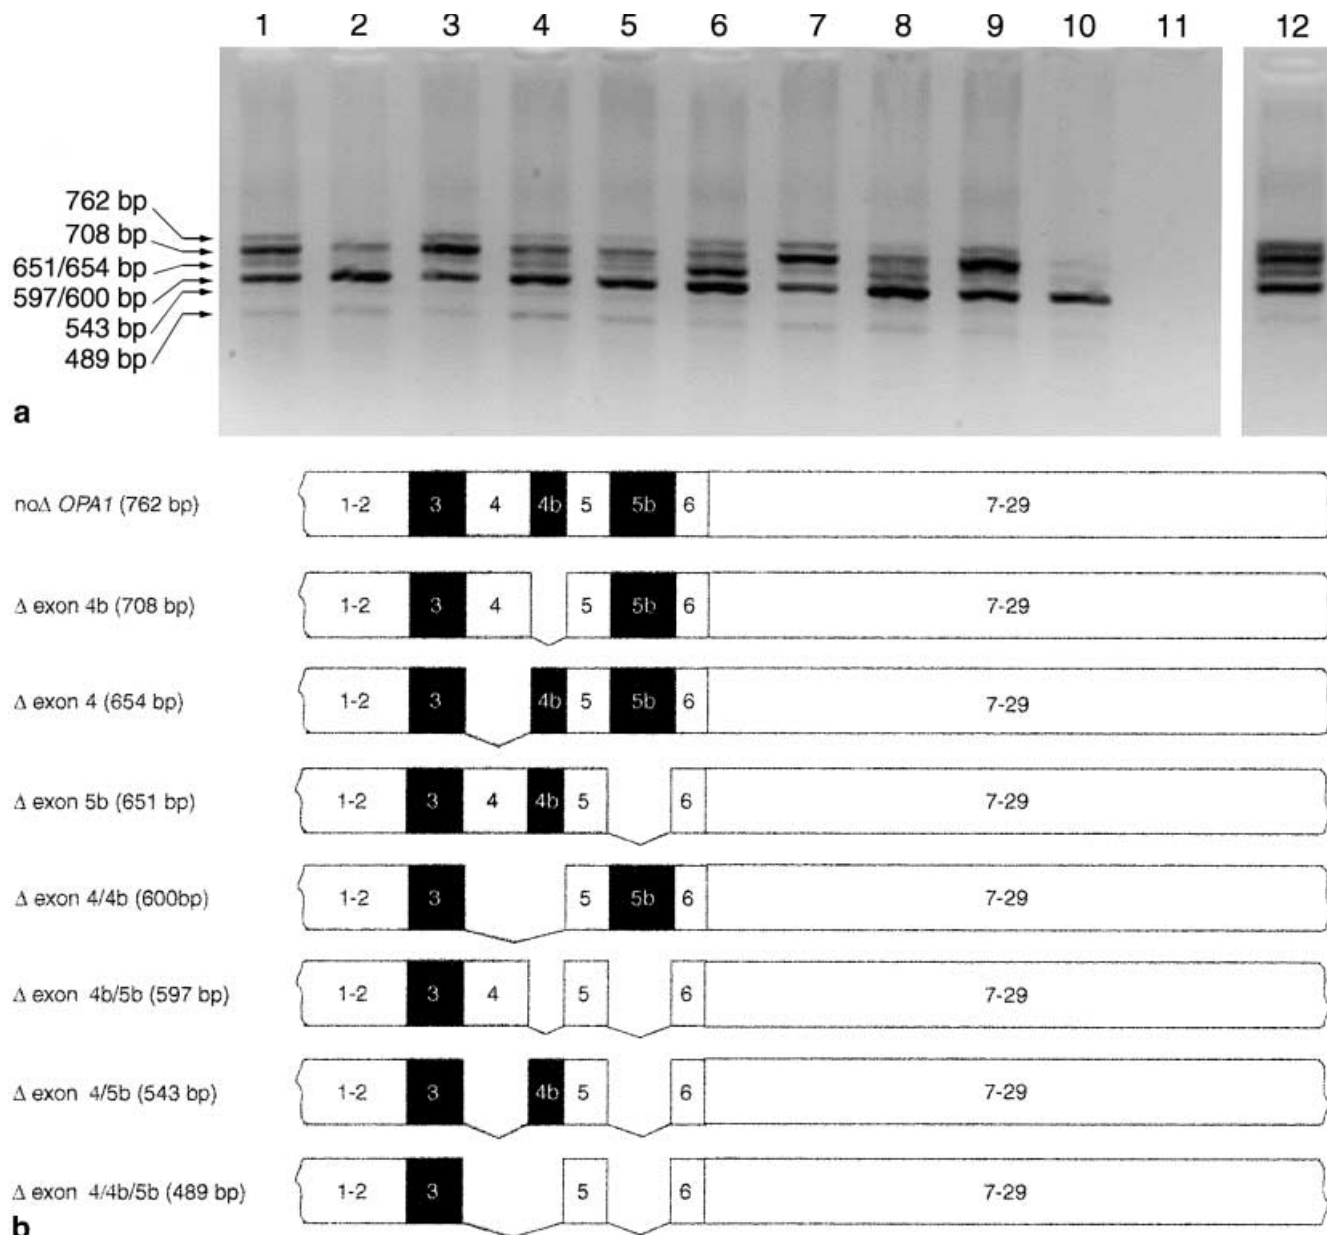 1 2 3 4 5 6 7 8 9 10 11 12
762 bp
708 bp
651/654 bp
597/600 bp
543 bp
489 bp
a
no∆ OPA1 (762 bp) 1-2 3 4 4b 5 5b 6 7-29
∆ exon 4b (708 bp) 1-2 3 4 5 5b 6 7-29
∆ exon 4 (654 bp) 1-2 3 4b 5 5b 6 7-29
∆ exon 5b (651 bp) 1-2 3 4 4b 5 6 7-29
∆ exon 4/4b (600bp) 1-2 3 5 5b 6 7-29
∆ exon 4b/5b (597 bp) 1-2 3 4 5 6 7-29
∆ exon 4/5b (543 bp) 1-2 3 4b 5 6 7-29
∆ exon 4/4b/5b (489 bp) 1-2 3 5 6 7-29
b